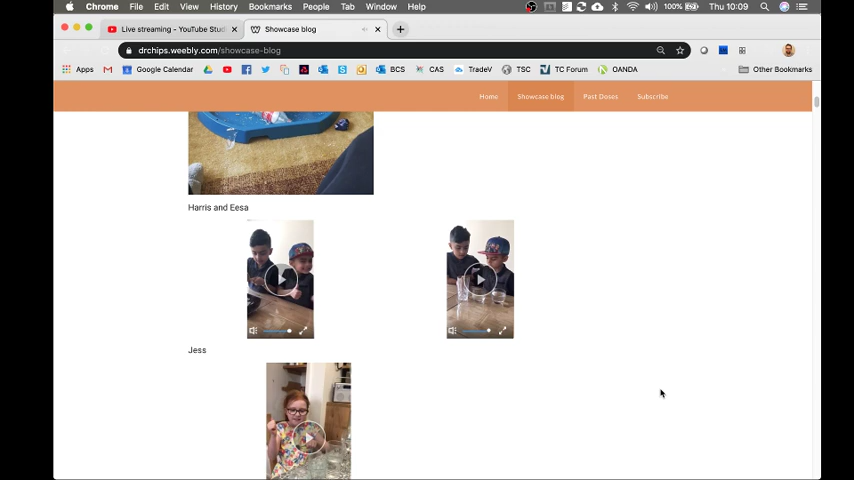 Chrome File Edit View History Bookmarks People Tab Window Help 100% Thu 10:09
Live streaming - YouTube Stud
Showcase blog
drchips.weebly.com/showcase-blog
Apps Google Calendar BCS CAS TradeV TSC TC Forum OANDA Other Bookmarks
Home Showcase blog Past Doses Subscribe
Harris and Eesa
Jess